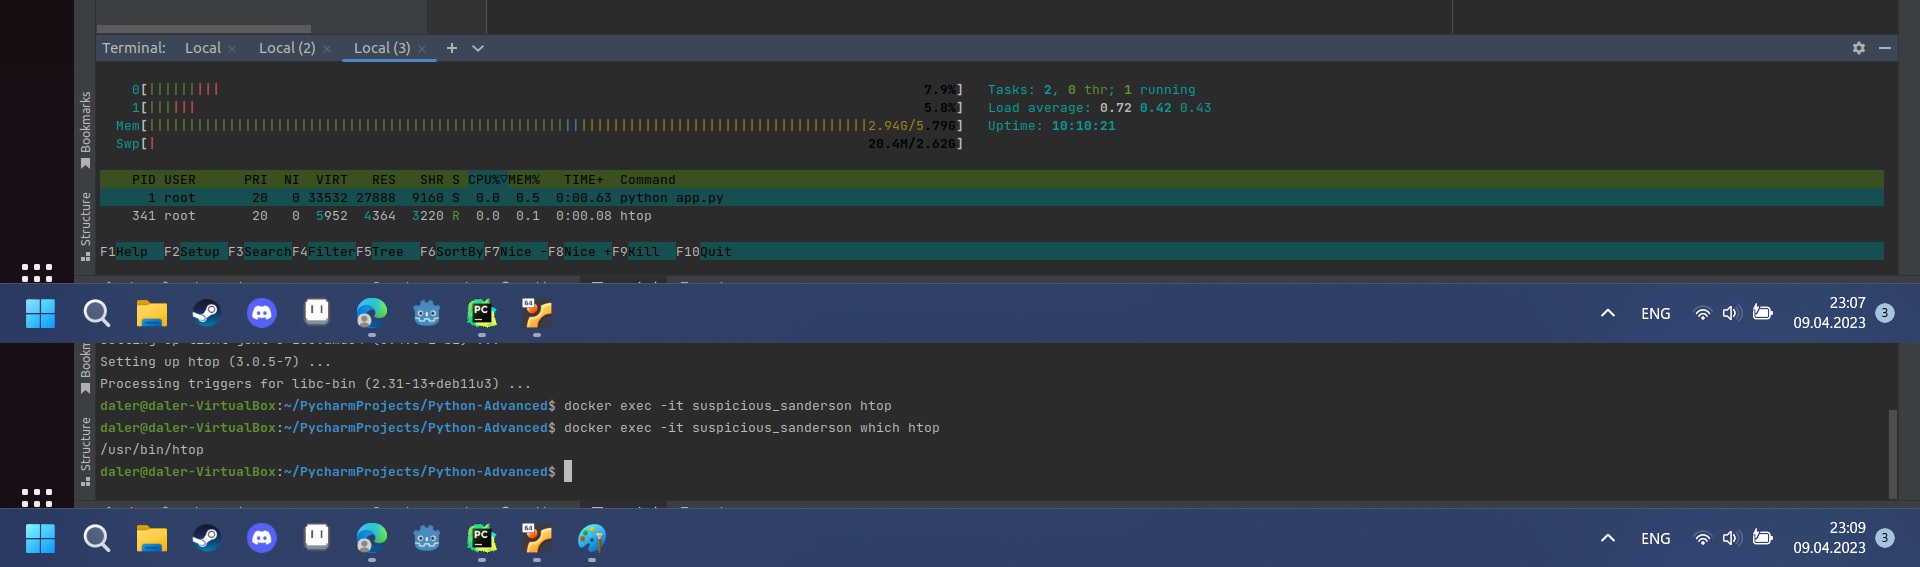 Terminal: Local × Local (2) × Local (3) × +
0[||||||||| 7.9%] Tasks: 2, 0 thr; 1 running
1[|||||| 5.8%] Load average: 0.72 0.42 0.43
Mem[|||||||||||||||||||||||||||||||||||||||||||||||||||||||||||||||||||||||||||||||||||||||||| 2.94G/5.79G] Uptime: 10:10:21
Swp[| 20.4M/2.62G]
PID USER PRI NI VIRT RES SHR S CPU%▽MEM% TIME+ Command
1 root 20 0 33532 27888 9160 S 0.0 0.5 0:00.63 python app.py
341 root 20 0 5952 4364 3220 R 0.0 0.1 0:00.08 htop
F1Help F2Setup F3SearchF4FilterF5Tree F6SortByF7Nice -F8Nice +F9Kill F10Quit
Bookmarks
Structure
PC
64
ENG
23:07
09.04.2023
3
Setting up htop (3.0.5-7) ...
Processing triggers for libc-bin (2.31-13+deb11u3) ...
daler@daler-VirtualBox:~/PycharmProjects/Python-Advanced$ docker exec -it suspicious_sanderson htop
daler@daler-VirtualBox:~/PycharmProjects/Python-Advanced$ docker exec -it suspicious_sanderson which htop
/usr/bin/htop
daler@daler-VirtualBox:~/PycharmProjects/Python-Advanced$
Structure
PC
64
ENG
23:09
09.04.2023
3